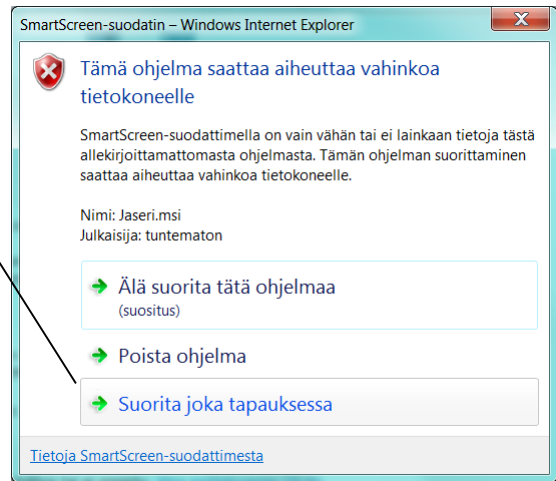 SmartScreen-suodatin – Windows Internet Explorer
Tämä ohjelma saattaa aiheuttaa vahinkoa
tietokoneelle
SmartScreen-suodattimella on vain vähän tai ei lainkaan tietoja tästä
allekirjoittamattomasta ohjelmasta. Tämän ohjelman suorittaminen
saattaa aiheuttaa vahinkoa tietokoneelle.
Nimi: Jaseri.msi
Julkaisija: tuntematon
Älä suorita tätä ohjelmaa
(suositus)
Poista ohjelma
Suorita joka tapauksessa
Tietoja SmartScreen-suodattimesta